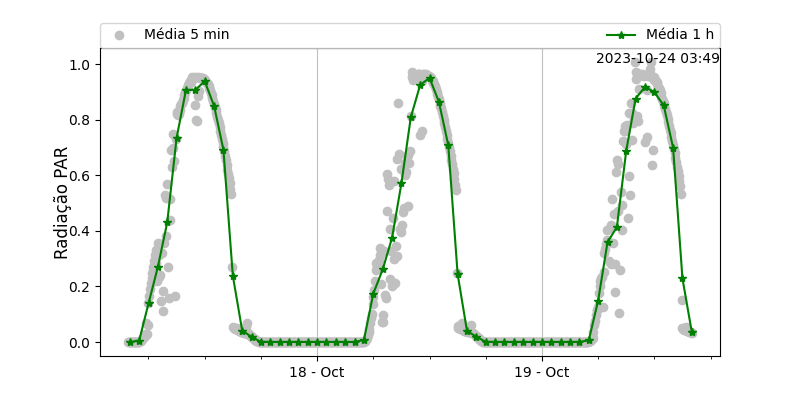 Média 5 min
Média 1 h
2023-10-24 03:49
Radiação PAR
1.0
0.8
0.6
0.4
0.2
0.0
18 - Oct
19 - Oct